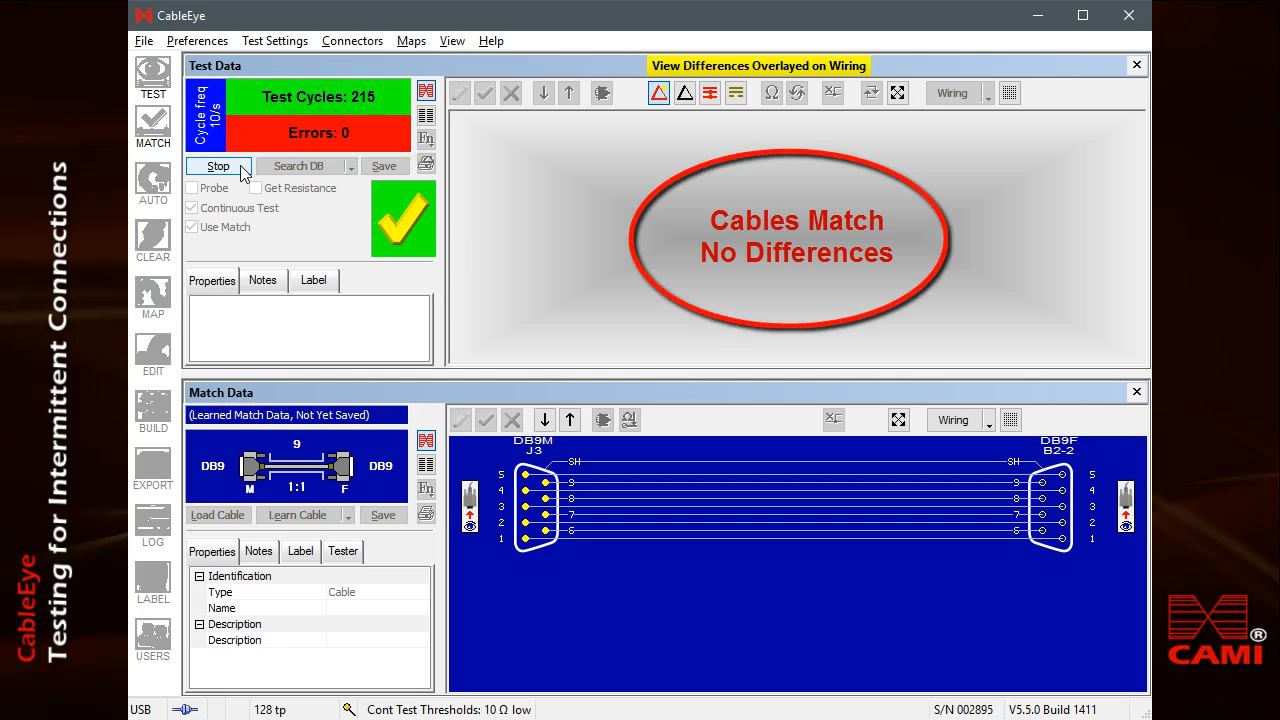 CableEye
File Preferences Test Settings Connectors Maps View Help
TEST
MATCH
AUTO
CLEAR
MAP
EDIT
BUILD
EXPORT
LOG
LABEL
USERS
Test Data
View Differences Overlayed on Wiring
Cycle freq
10/s
Test Cycles: 215
Errors: 0
Fn
Stop Search DB Save
Probe Get Resistance
Continuous Test
Use Match
Properties Notes Label
Ω Wiring
Cables Match
No Differences
Match Data
(Learned Match Data, Not Yet Saved)
9
DB9 DB9
M 1:1 F
Fn
Load Cable Learn Cable Save
Properties Notes Label Tester
Identification
Type Cable
Name
Description
Description
Wiring
DB9M DB9F
J3 B2-2
SH SH
5 5
9 9
4 4
8 8
3 3
7 7
2 2
6 6
1 1
USB 128 tp Cont Test Thresholds: 10 Ω low S/N 002895 V5.5.0 Build 1411
CableEye
Testing for Intermittent Connections
CAMI ®